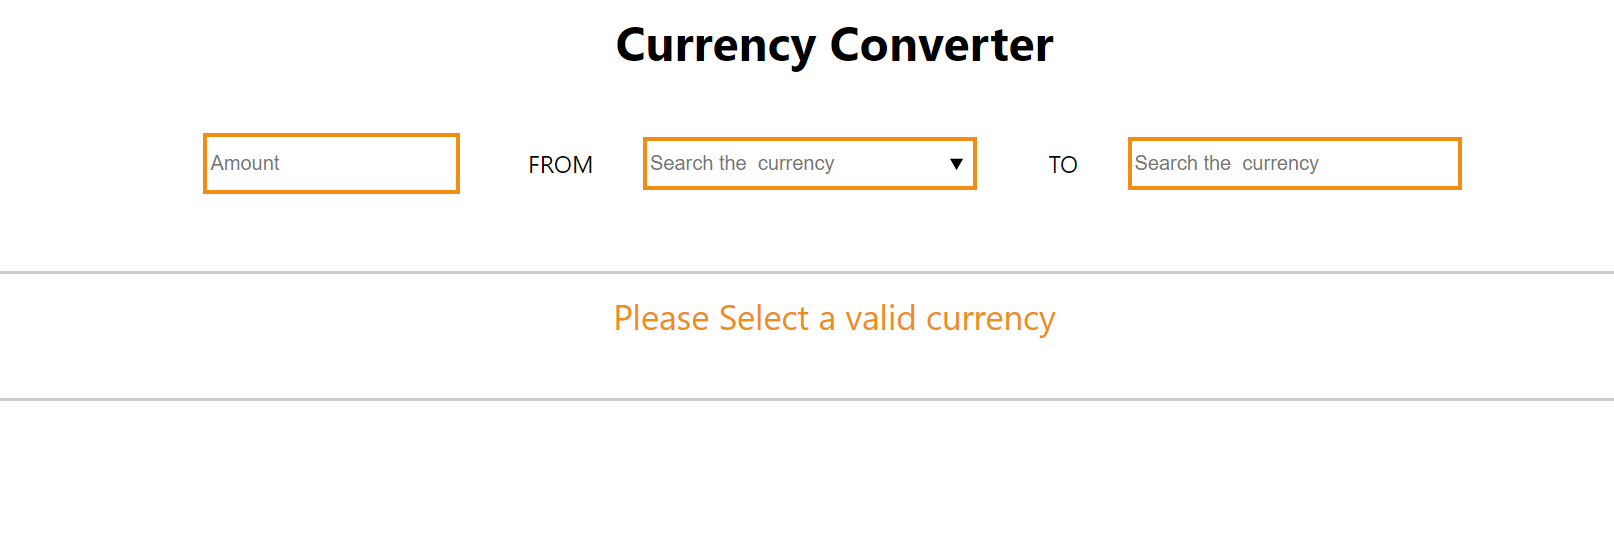 Currency Converter
Amount FROM Search the  currency TO Search the  currency
Please Select a valid currency